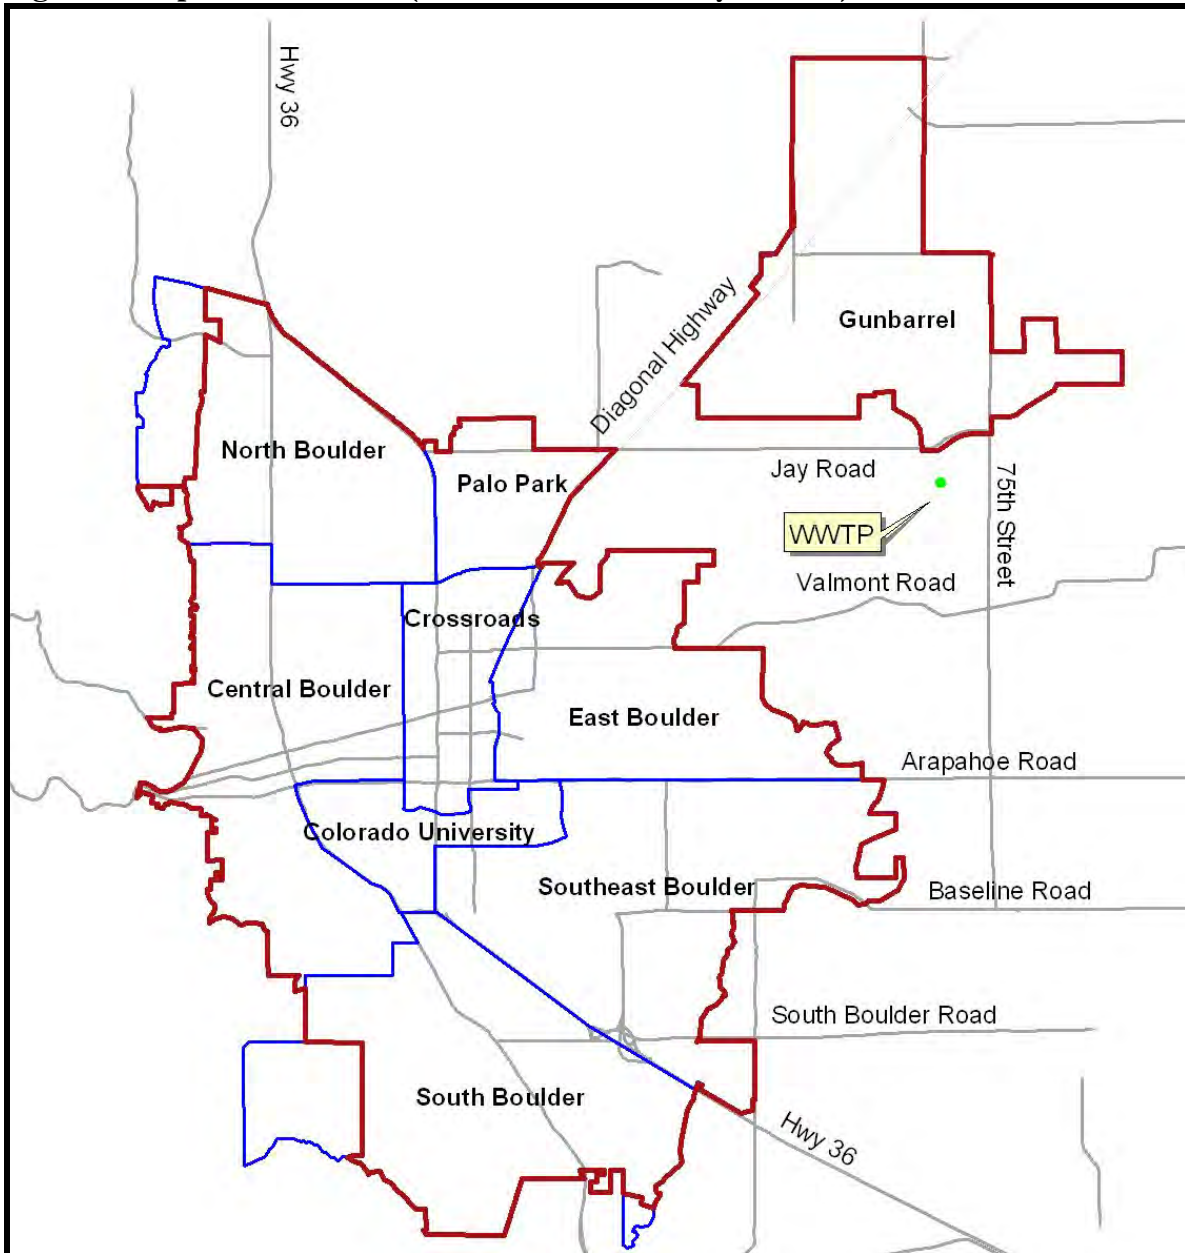 Hwy 36
Gunbarrel
Diagonal Highway
North Boulder
Palo Park
Jay Road
75th Street
WWTP
Valmont Road
Crossroads
Central Boulder
East Boulder
Arapahoe Road
Colorado University
Southeast Boulder
Baseline Road
South Boulder Road
South Boulder
Hwy 36